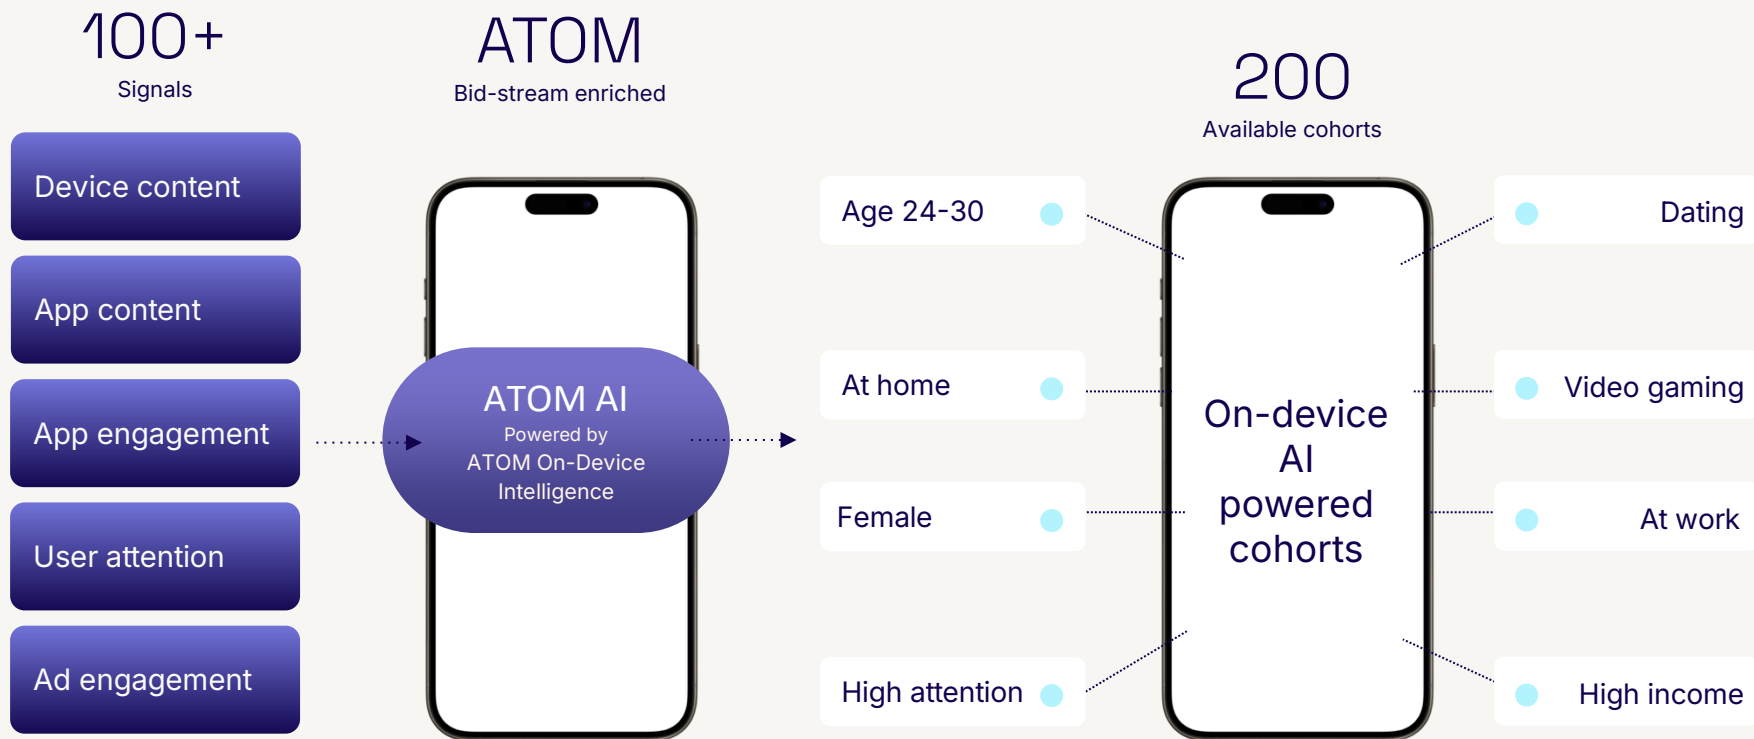 100+
Signals
Device content
App content
App engagement
User attention
Ad engagement
ATOM
Bid-stream enriched
ATOM AI
Powered by
ATOM On-Device
Intelligence
200
Available cohorts
Age 24-30
At home
Female
High attention
On-device
AI
powered
cohorts
Dating
Video gaming
At work
High income